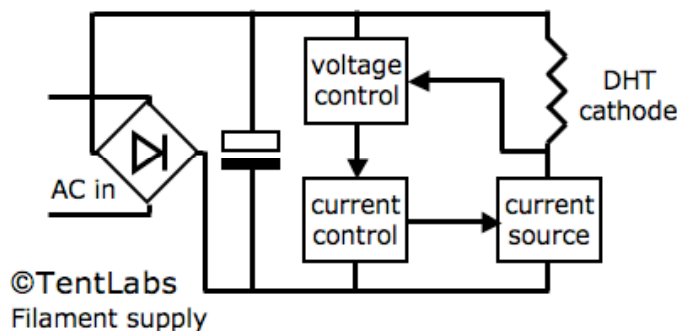 voltage
control
DHT
cathode
AC in
current
control
current
source
©TentLabs
Filament supply